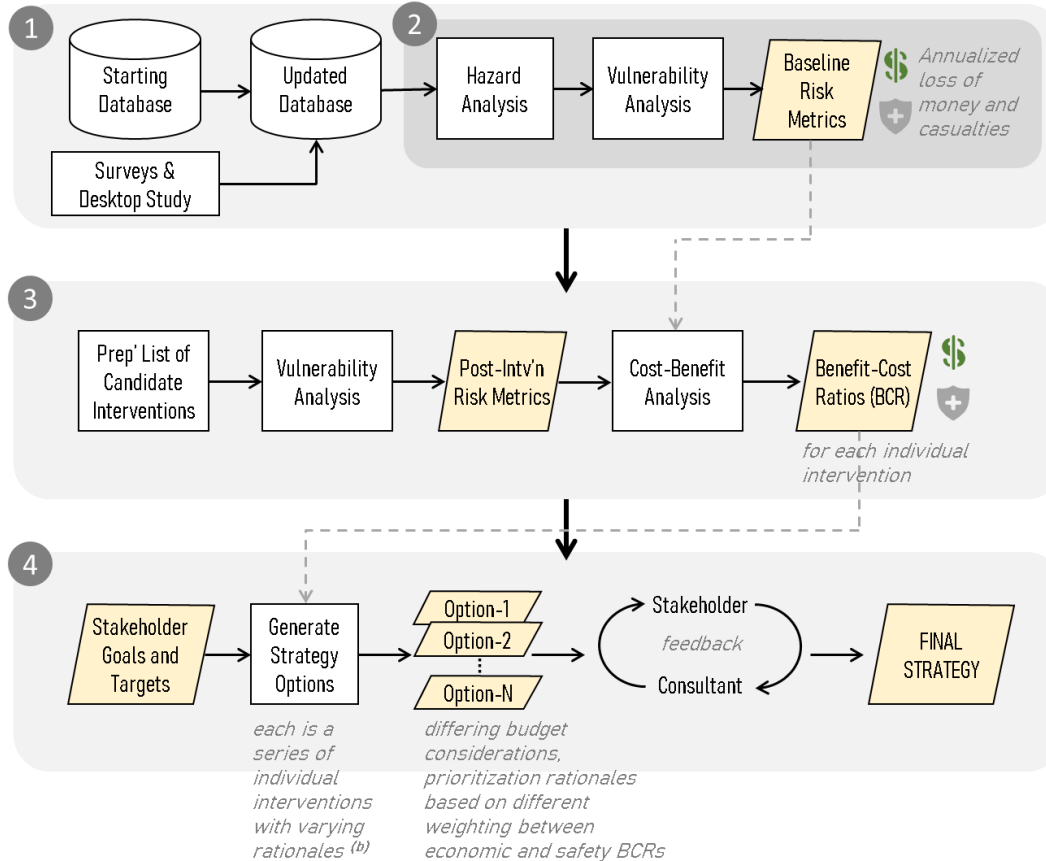 1
Starting
Database
Updated
Database
Surveys &
Desktop Study
2
Hazard
Analysis
Vulnerability
Analysis
Baseline
Risk
Metrics
$
Annualized
loss of
money and
casualties
3
Prep' List of
Candidate
Interventions
Vulnerability
Analysis
Post-Intv'n
Risk Metrics
Cost-Benefit
Analysis
Benefit-Cost
Ratios (BCR)
$
for each individual
intervention
4
Stakeholder
Goals and
Targets
Generate
Strategy
Options
each is a
series of
individual
interventions
with varying
rationales (b)
Option-1
Option-2
Option-N
differing budget
considerations,
prioritization rationales
based on different
weighting between
economic and safety BCRs
Stakeholder
feedback
Consultant
FINAL
STRATEGY